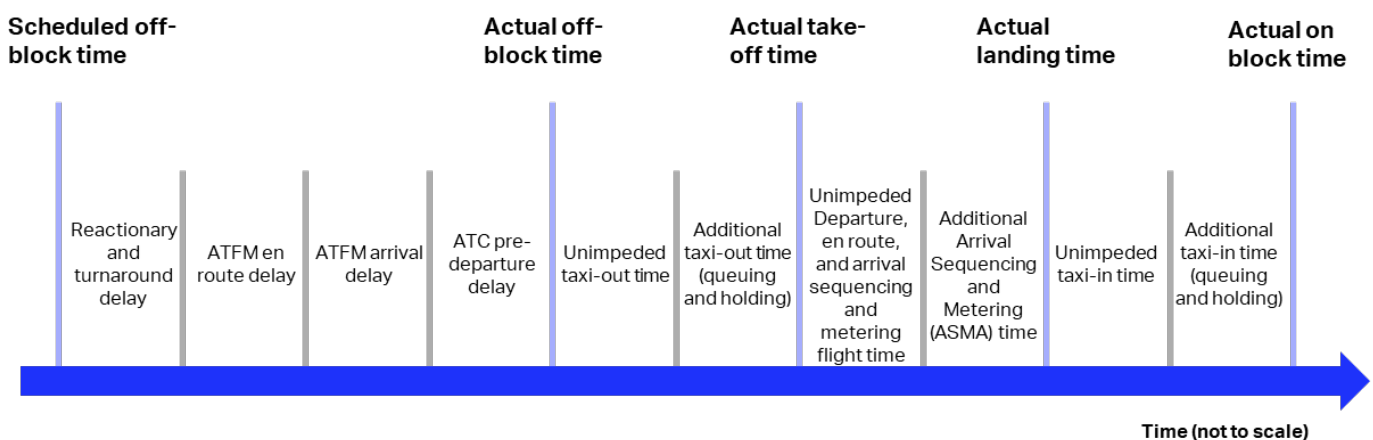 Scheduled off-
block time
Actual off-
block time
Actual take-
off time
Actual
landing time
Actual on
block time
Reactionary
and
turnaround
delay
ATFM en
route delay
ATFM arrival
delay
ATC pre-
departure
delay
Unimpeded
taxi-out time
Additional
taxi-out time
(queuing
and holding)
Unimpeded
Departure,
en route,
and arrival
sequencing
and
metering
flight time
Additional
Arrival
Sequencing
and
Metering
(ASMA) time
Unimpeded
taxi-in time
Additional
taxi-in time
(queuing
and holding)
Time (not to scale)